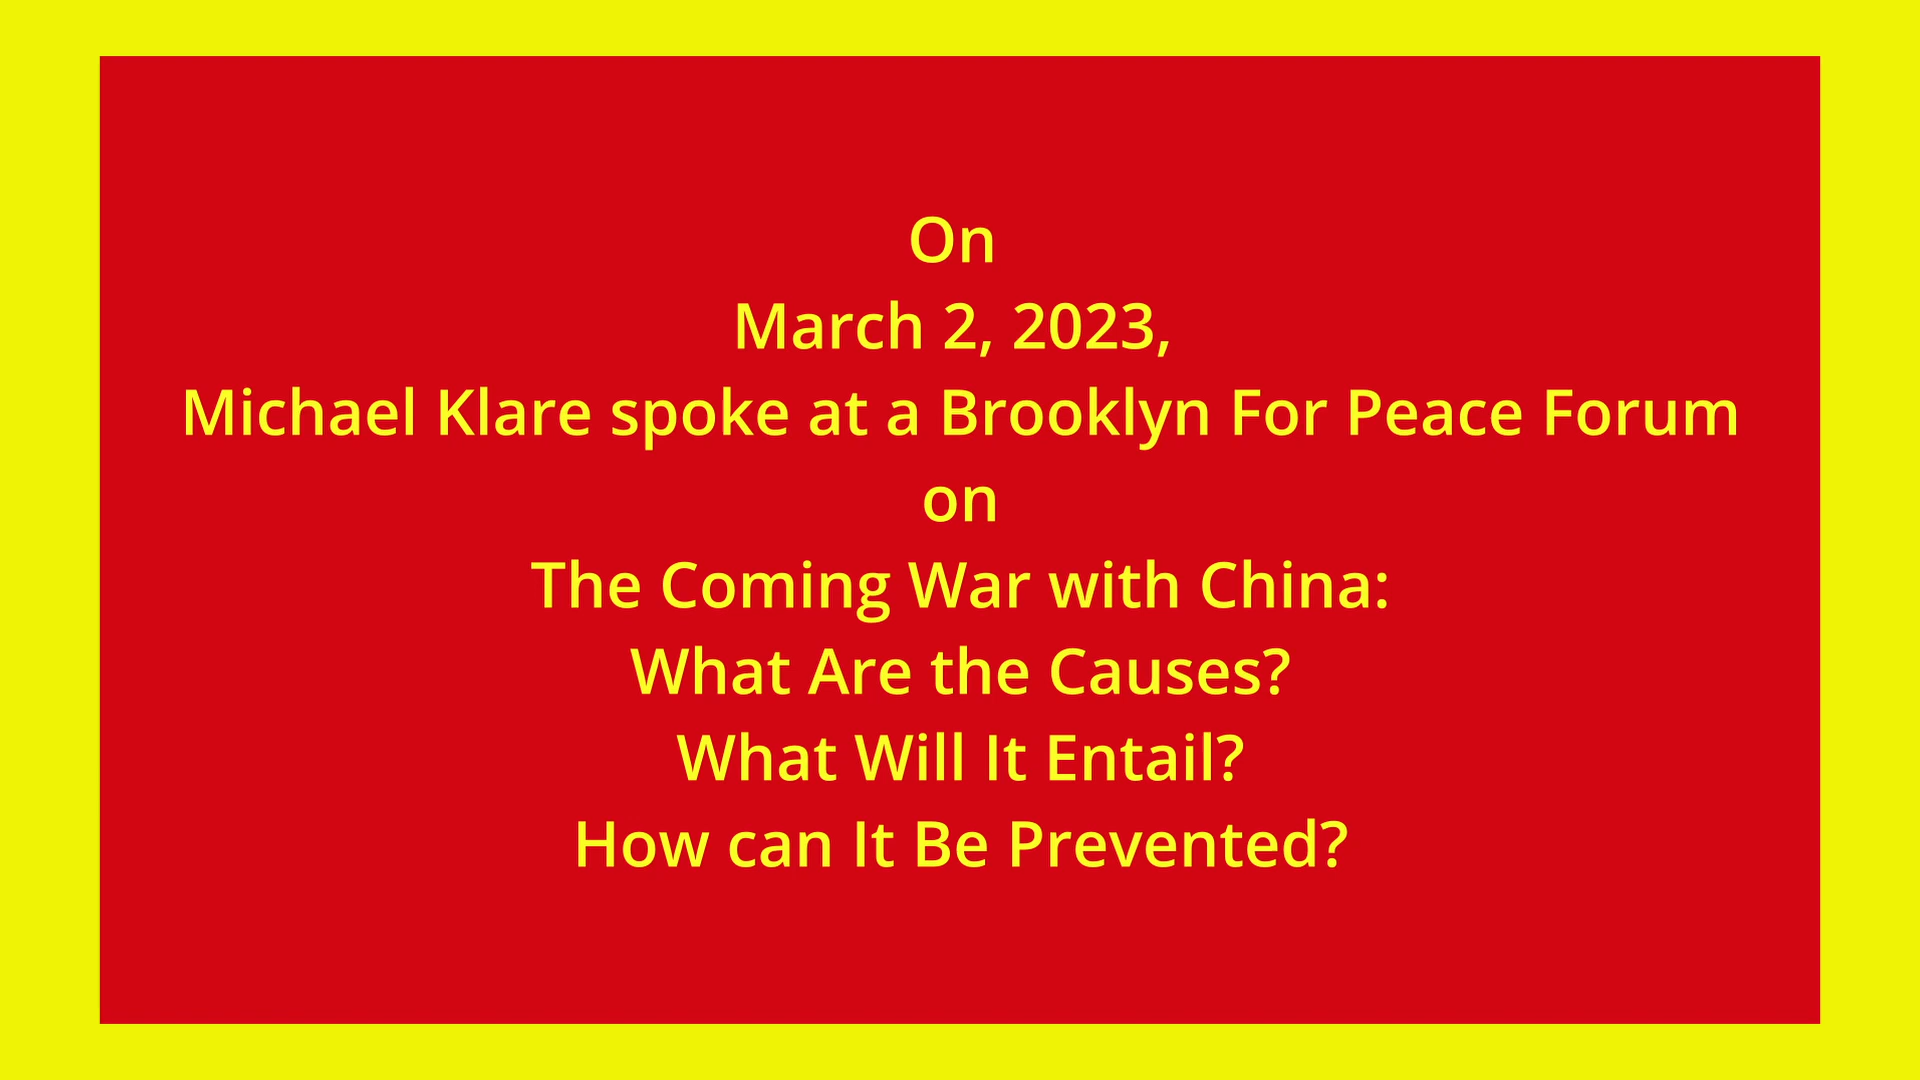 On
March 2, 2023,
Michael Klare spoke at a Brooklyn For Peace Forum
on
The Coming War with China:
What Are the Causes?
What Will It Entail?
How can It Be Prevented?